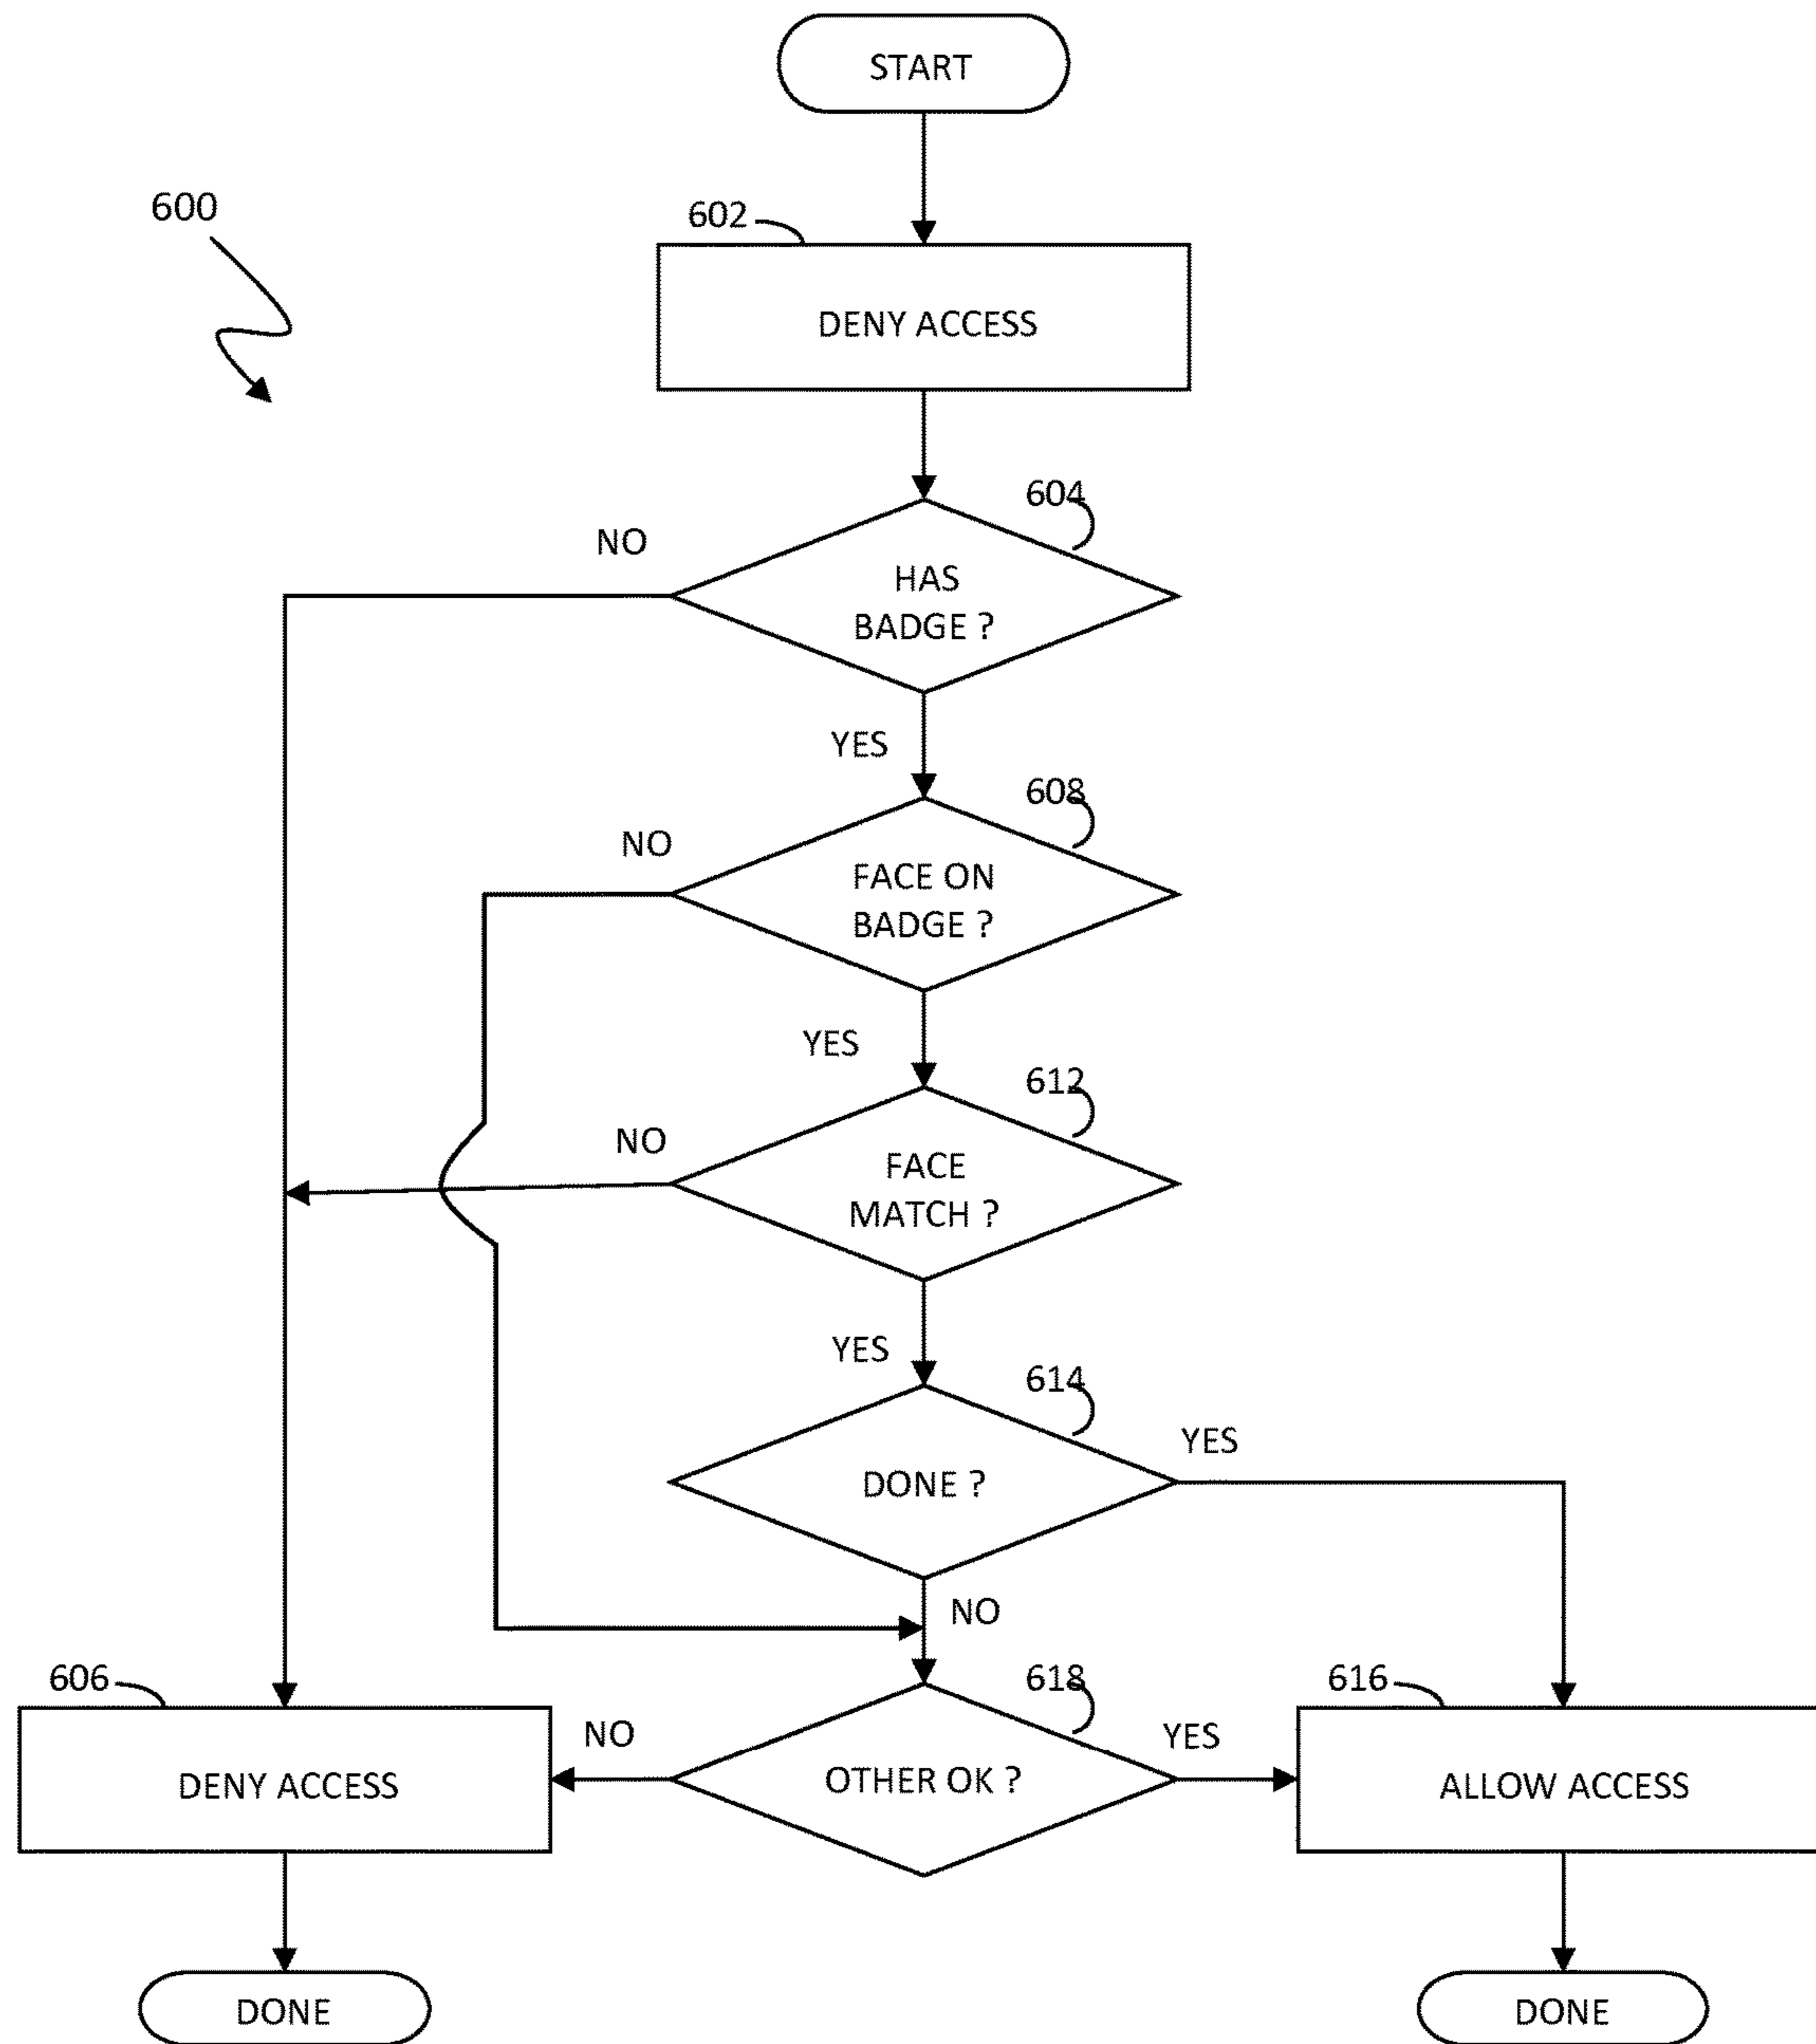 START
600
602
DENY ACCESS
604
NO
HAS
BADGE ?
YES
608
NO
FACE ON
BADGE ?
YES
612
NO
FACE
MATCH ?
YES
614
YES
DONE ?
NO
606
618
616
NO
YES
DENY ACCESS
OTHER OK ?
ALLOW ACCESS
DONE
DONE